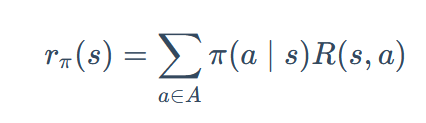 r_π(s) = ∑_{a∈A} π(a | s)R(s, a)